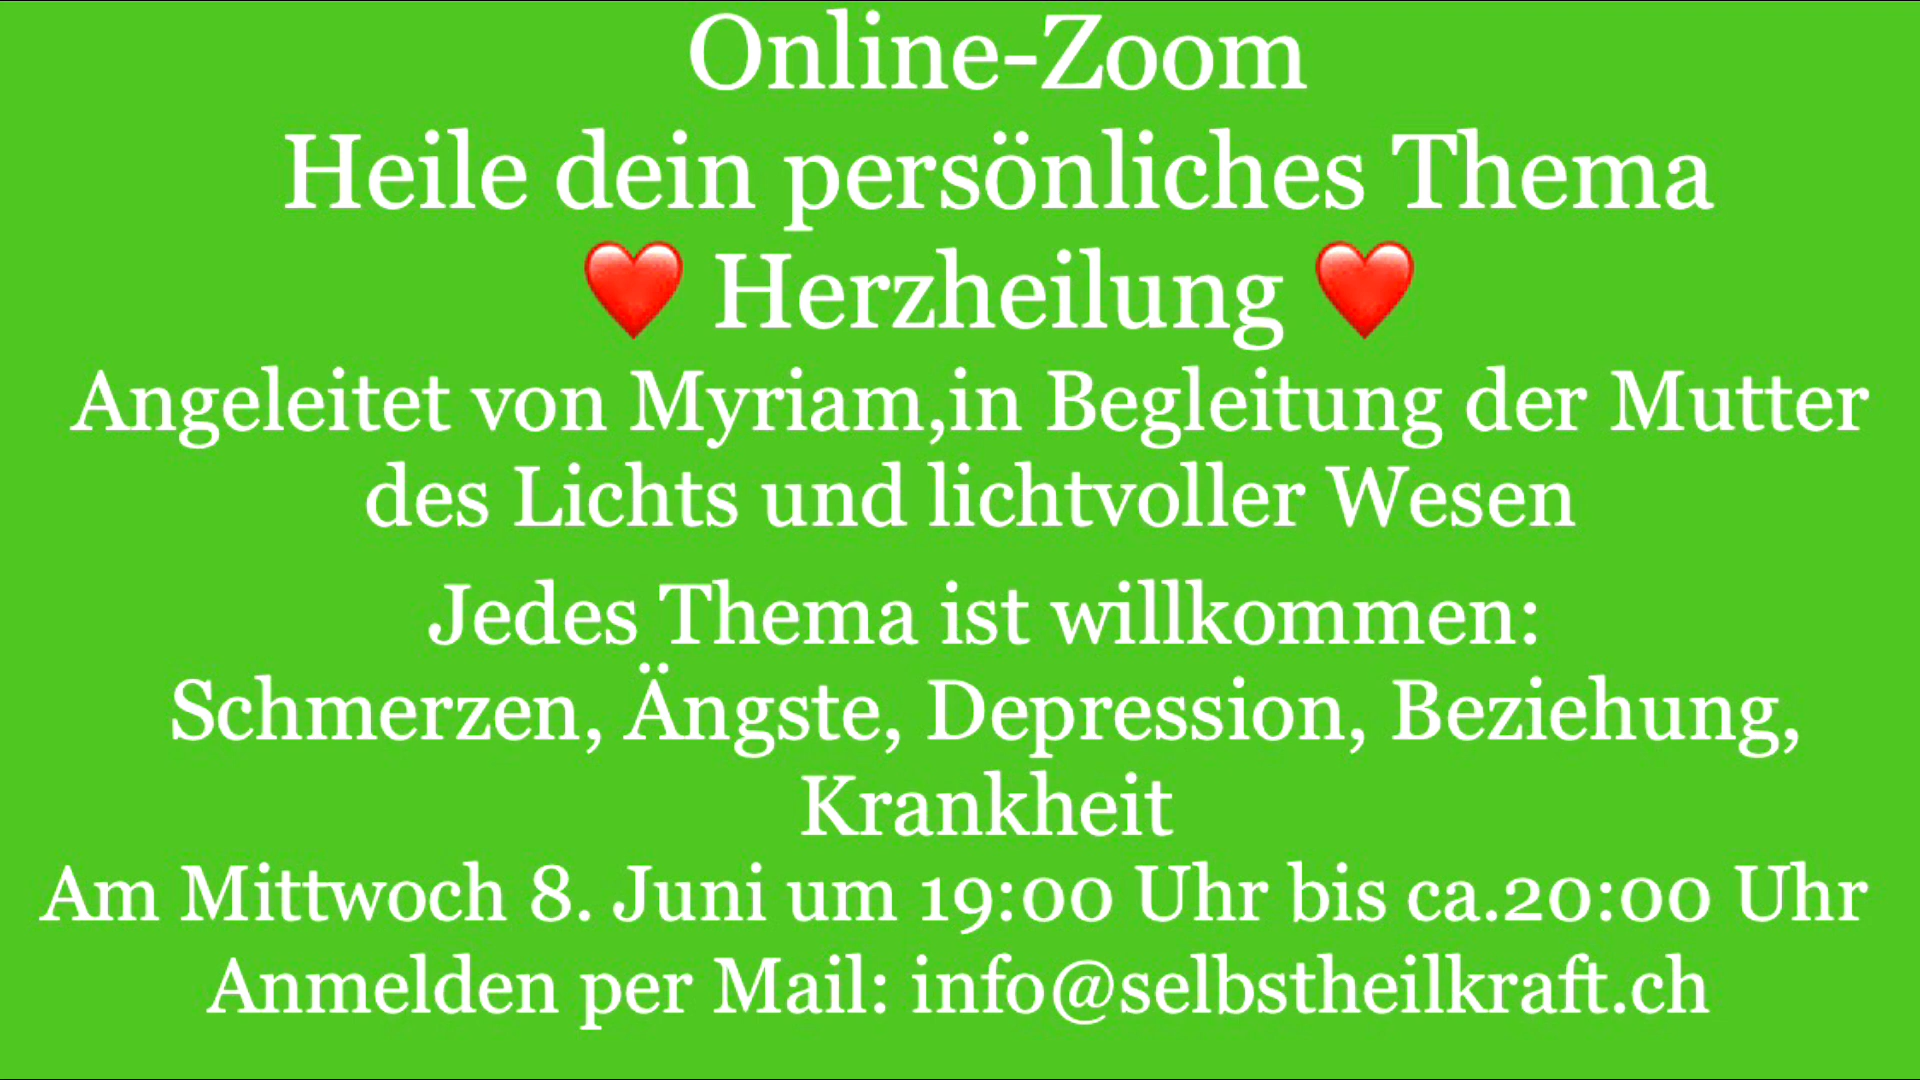 Online-Zoom
Heile dein persönliches Thema
❤️ Herzheilung ❤️
Angeleitet von Myriam,in Begleitung der Mutter
des Lichts und lichtvoller Wesen
Jedes Thema ist willkommen:
Schmerzen, Ängste, Depression, Beziehung,
Krankheit
Am Mittwoch 8. Juni um 19:00 Uhr bis ca.20:00 Uhr
Anmelden per Mail: info@selbstheilkraft.ch